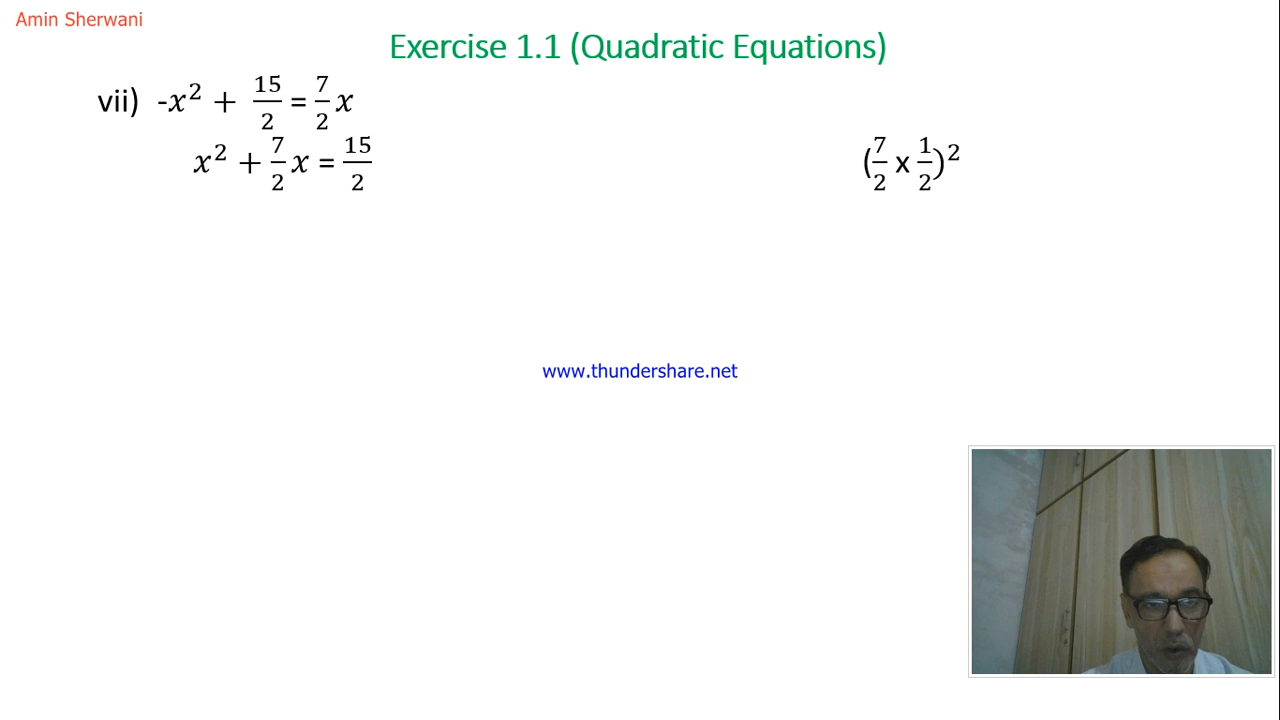 Amin Sherwani
Exercise 1.1 (Quadratic Equations)
vii) -x² + 15/2 = 7/2 x
x² + 7/2 x = 15/2
(7/2 x 1/2)²
www.thundershare.net